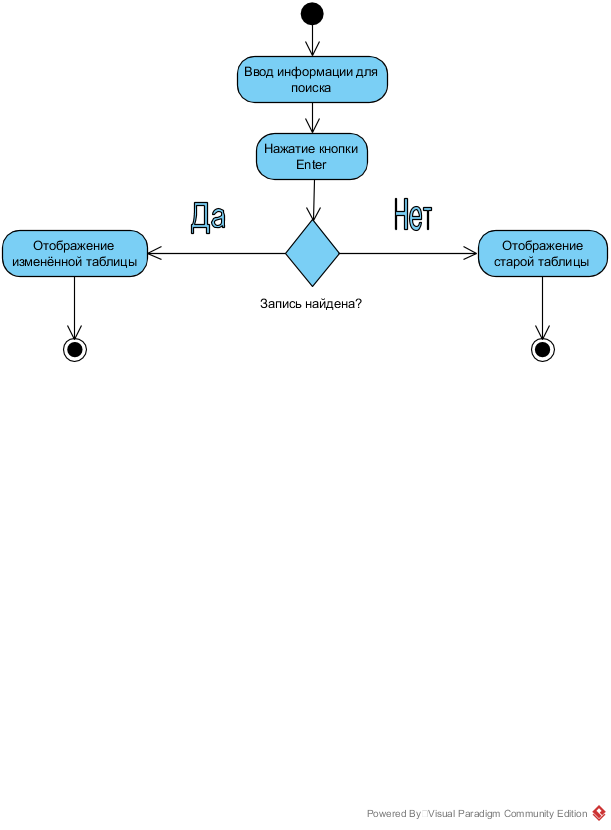 Ввод информации для
поиска
Нажатие кнопки
Enter
Да
Нет
Отображение
изменённой таблицы
Отображение
старой таблицы
Запись найдена?
Powered By Visual Paradigm Community Edition